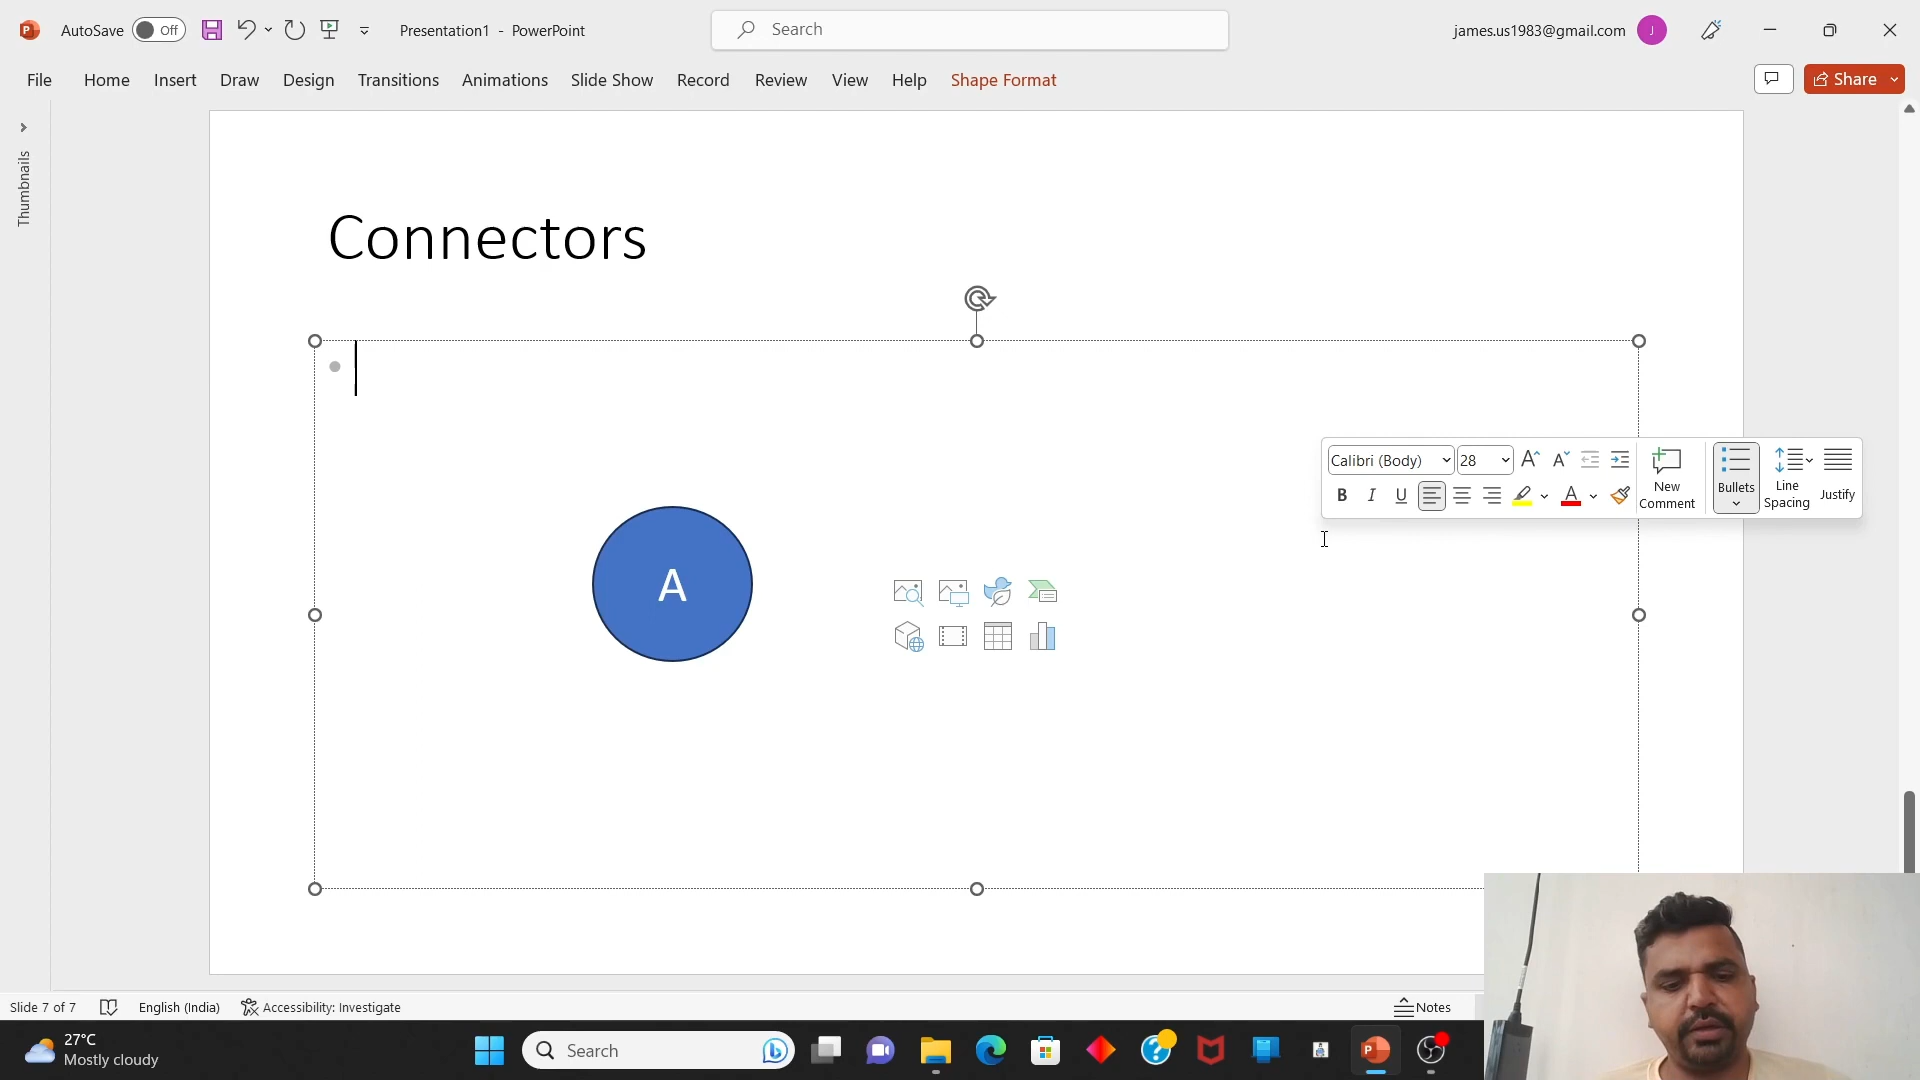 AutoSave Off Presentation1 - PowerPoint Search james.us1983@gmail.com J
File Home Insert Draw Design Transitions Animations Slide Show Record Review View Help Shape Format Share
Thumbnails
Connectors
Calibri (Body) 28 New Comment Bullets Line Spacing Justify
B I U A
A
Slide 7 of 7 English (India) Accessibility: Investigate Notes
27°C
Mostly cloudy
Search